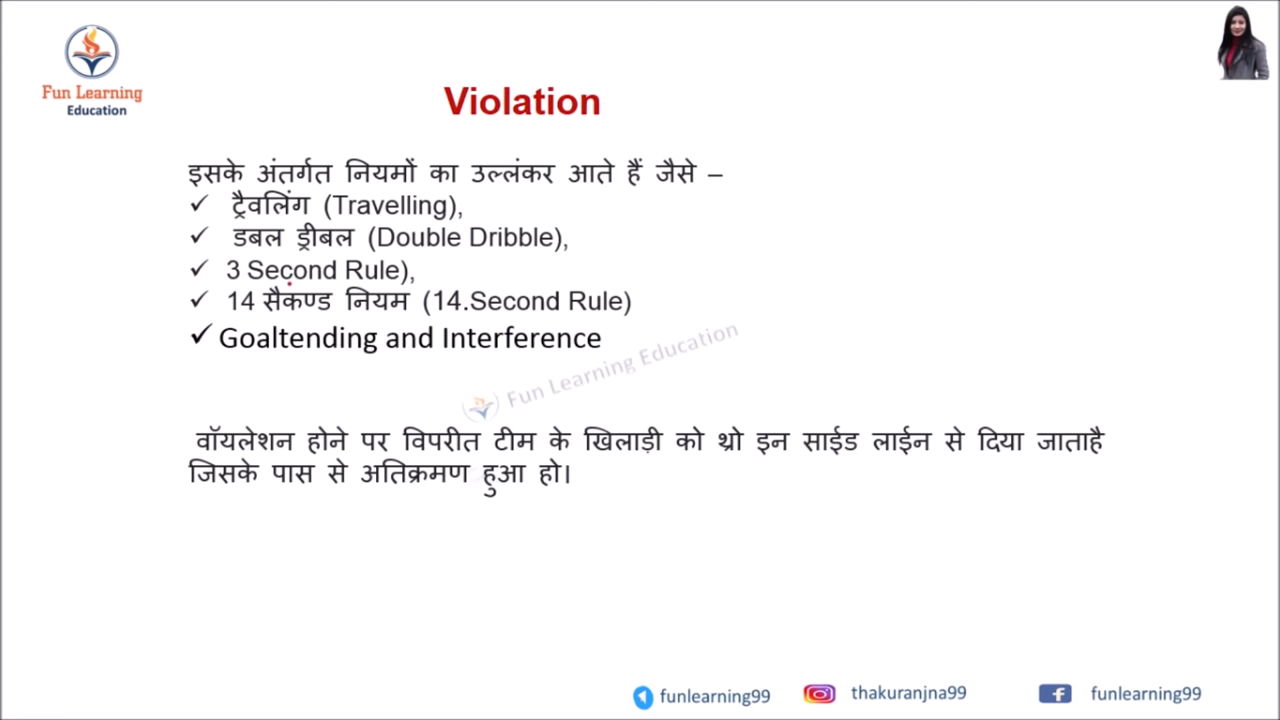 Fun Learning
Education
Violation
इसके अंतर्गत नियमों का उल्लंकर आते हैं जैसे –
✓ ट्रैवलिंग (Travelling),
✓ डबल ड्रीबल (Double Dribble),
✓ 3 Second Rule),
✓ 14 सैकण्ड नियम (14.Second Rule)
✓ Goaltending and Interference
Fun Learning Education
वॉयलेशन होने पर विपरीत टीम के खिलाड़ी को थ्रो इन साईड लाईन से दिया जाताहै
जिसके पास से अतिक्रमण हुआ हो।
funlearning99 thakuranjna99 funlearning99